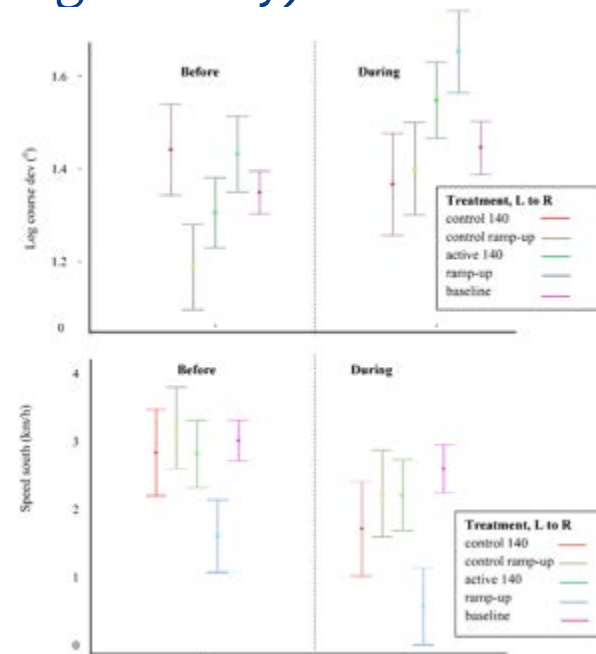 Before During
1.6
1.4
1.2
0
Log course dev (°)
Treatment, L to R
control 140
control ramp-up
active 140
ramp-up
baseline
Before During
4
3
2
1
0
Speed south (km/h)
Treatment, L to R
control 140
control ramp-up
active 140
ramp-up
baseline